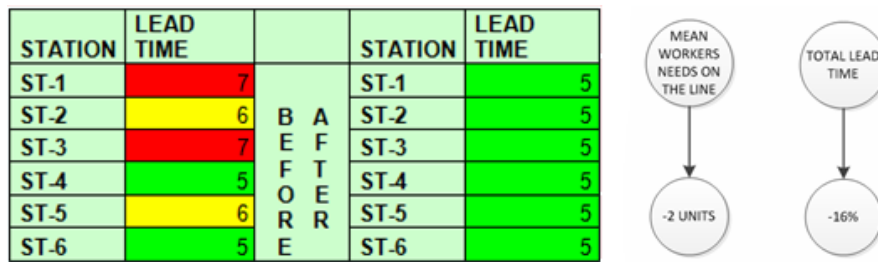 STATION LEAD TIME STATION LEAD TIME
ST-1 7 ST-1 5
ST-2 6 ST-2 5
ST-3 7 ST-3 5
ST-4 5 ST-4 5
ST-5 6 ST-5 5
ST-6 5 ST-6 5
BEFORE
AFTER
MEAN
WORKERS
NEEDS ON
THE LINE
-2 UNITS
TOTAL LEAD
TIME
-16%